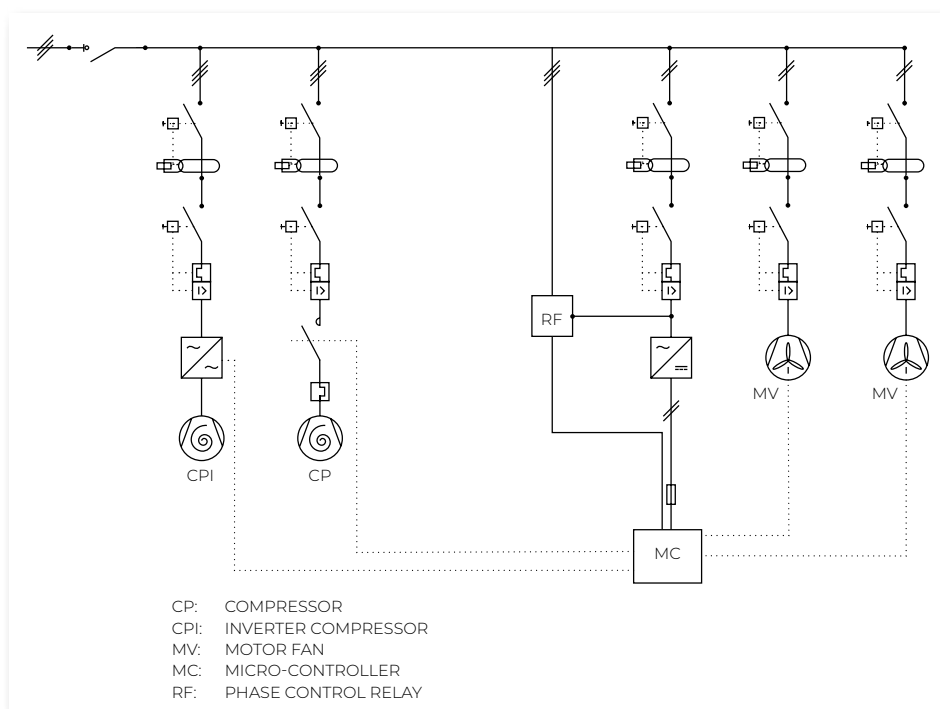 RF
MV
MV
CPI
CP
MC
CP: COMPRESSOR
CPI: INVERTER COMPRESSOR
MV: MOTOR FAN
MC: MICRO-CONTROLLER
RF: PHASE CONTROL RELAY